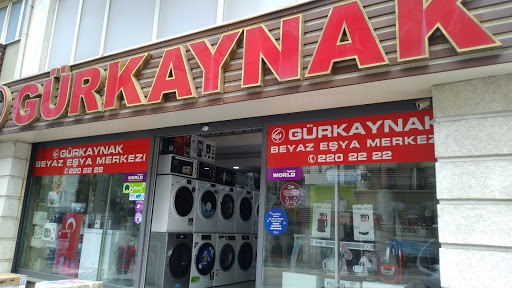 GÜRKAYNAK
GÜRKAYNAK
BEYAZ EŞYA MERKEZİ
220 22 22
WORLD
GÜRKAYNAK
BEYAZ EŞYA MERKEZİ
220 22 22
WORLD